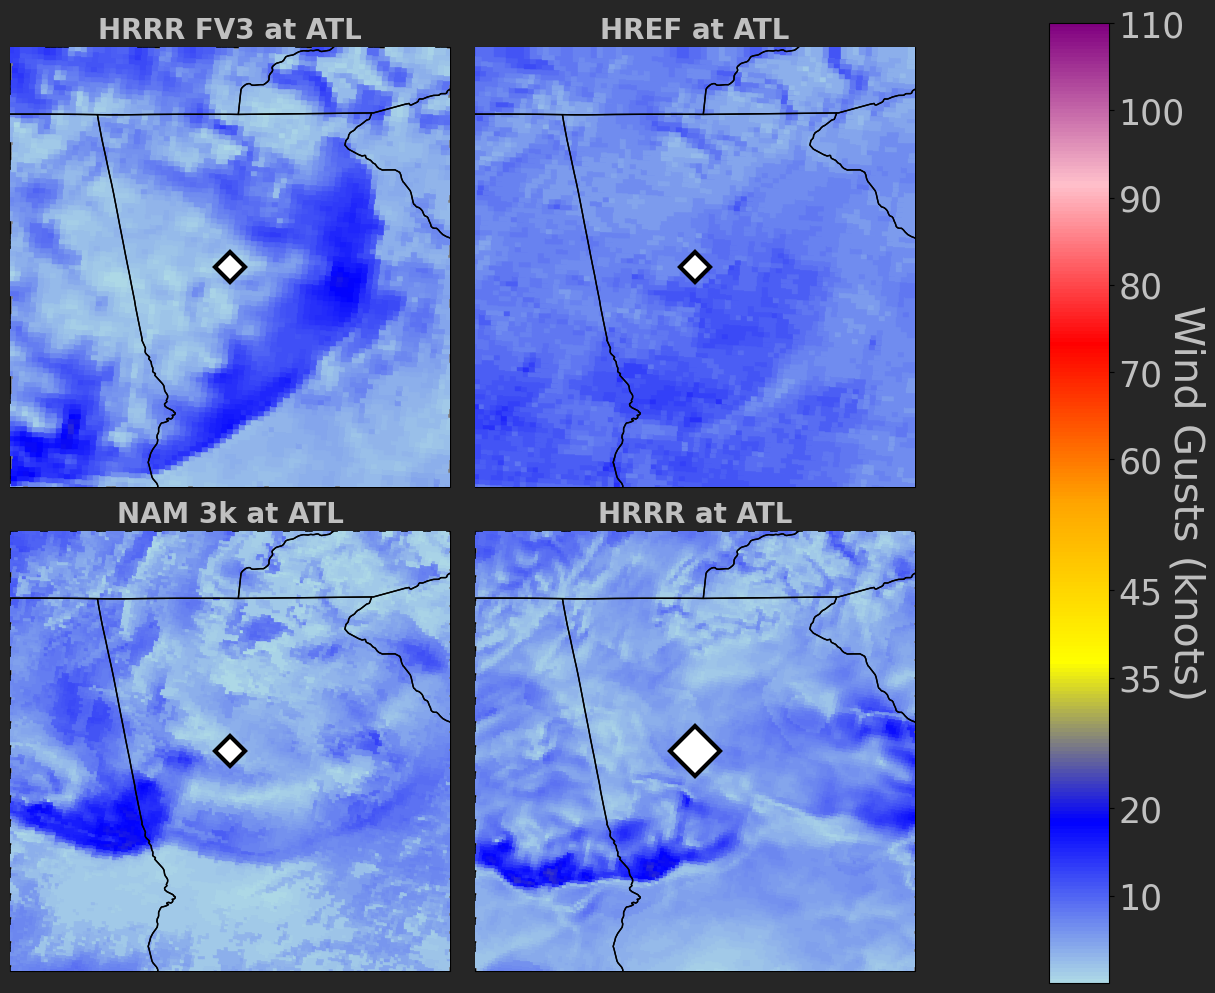 HRRR FV3 at ATL
HREF at ATL
NAM 3k at ATL
HRRR at ATL
110
100
90
80
70
60
45
35
20
10
Wind Gusts (knots)